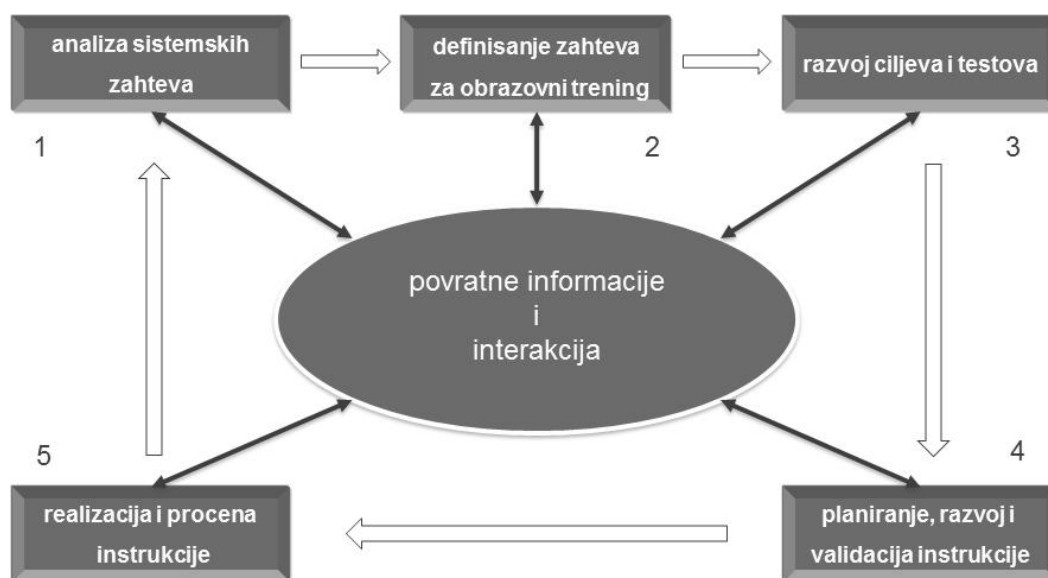 analiza sistemskih
zahteva
definisanje zahteva
za obrazovni trening
razvoj ciljeva i testova
1
2
3
povratne informacije
i
interakcija
5
4
realizacija i procena
instrukcije
planiranje, razvoj i
validacija instrukcije